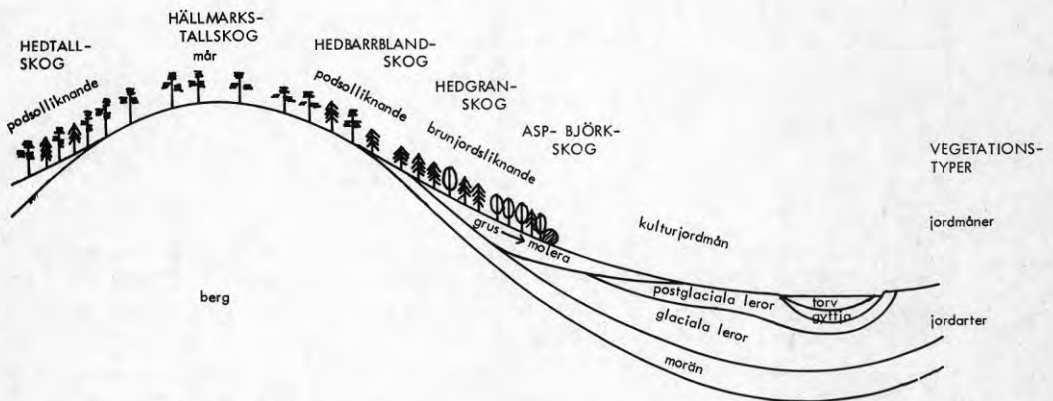 HEDTALL-
SKOG
podsolliknande
HÄLLMARKS-
TALLSKOG
mår
HEDBARRBLAND-
SKOG
podsolliknande
HEDGRAN-
SKOG
brunjordsliknande
ASP- BJÖRK-
SKOG
kulturjordmån
VEGETATIONS-
TYPER
jordmåner
grus → molera
berg
postglaciala leror
torv
gyttja
glaciala leror
jordarter
morän